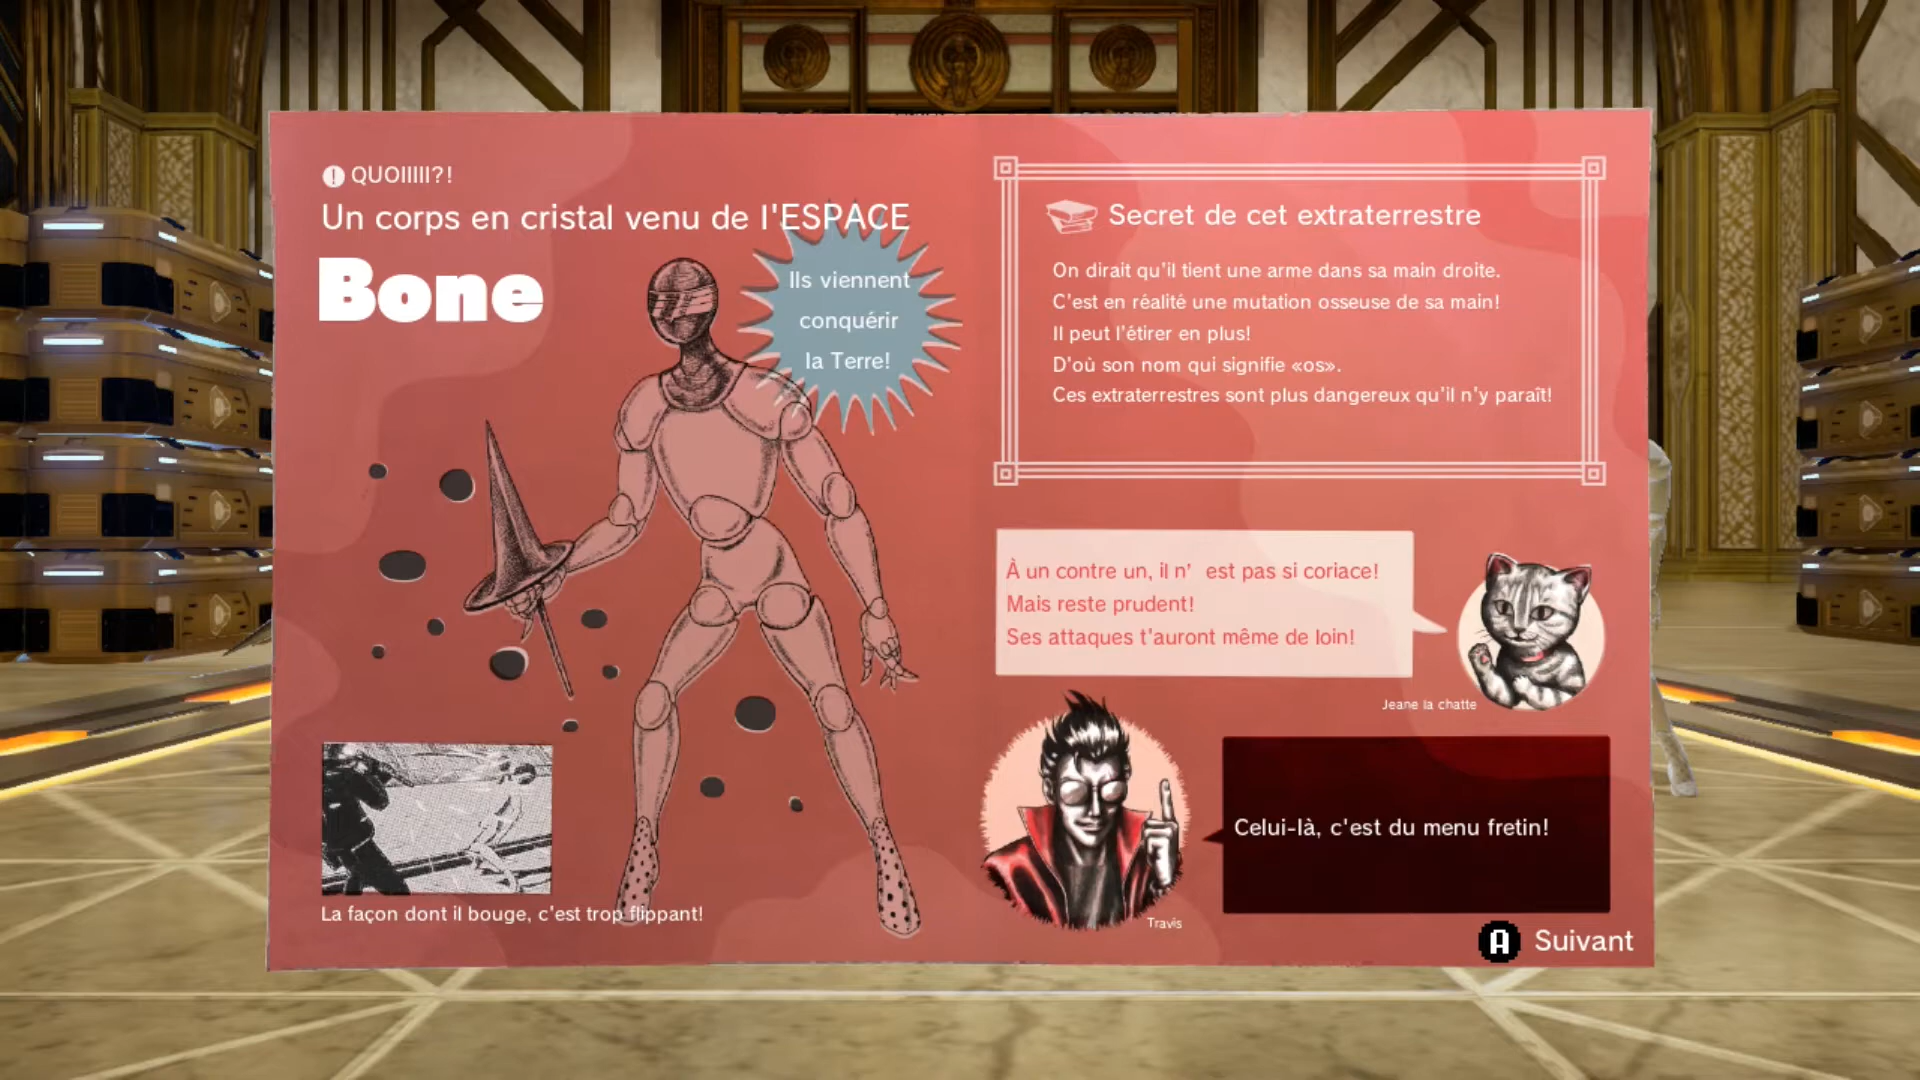 QUOIIIII?!
Un corps en cristal venu de l'ESPACE
Bone
Ils viennent
conquérir
la Terre!
La façon dont il bouge, c'est trop flippant!
Secret de cet extraterrestre
On dirait qu'il tient une arme dans sa main droite.
C'est en réalité une mutation osseuse de sa main!
Il peut l'étirer en plus!
D'où son nom qui signifie «os».
Ces extraterrestres sont plus dangereux qu'il n'y paraît!
À un contre un, il n' est pas si coriace!
Mais reste prudent!
Ses attaques t'auront même de loin!
Jeane la chatte
Celui-là, c'est du menu fretin!
Travis
A Suivant